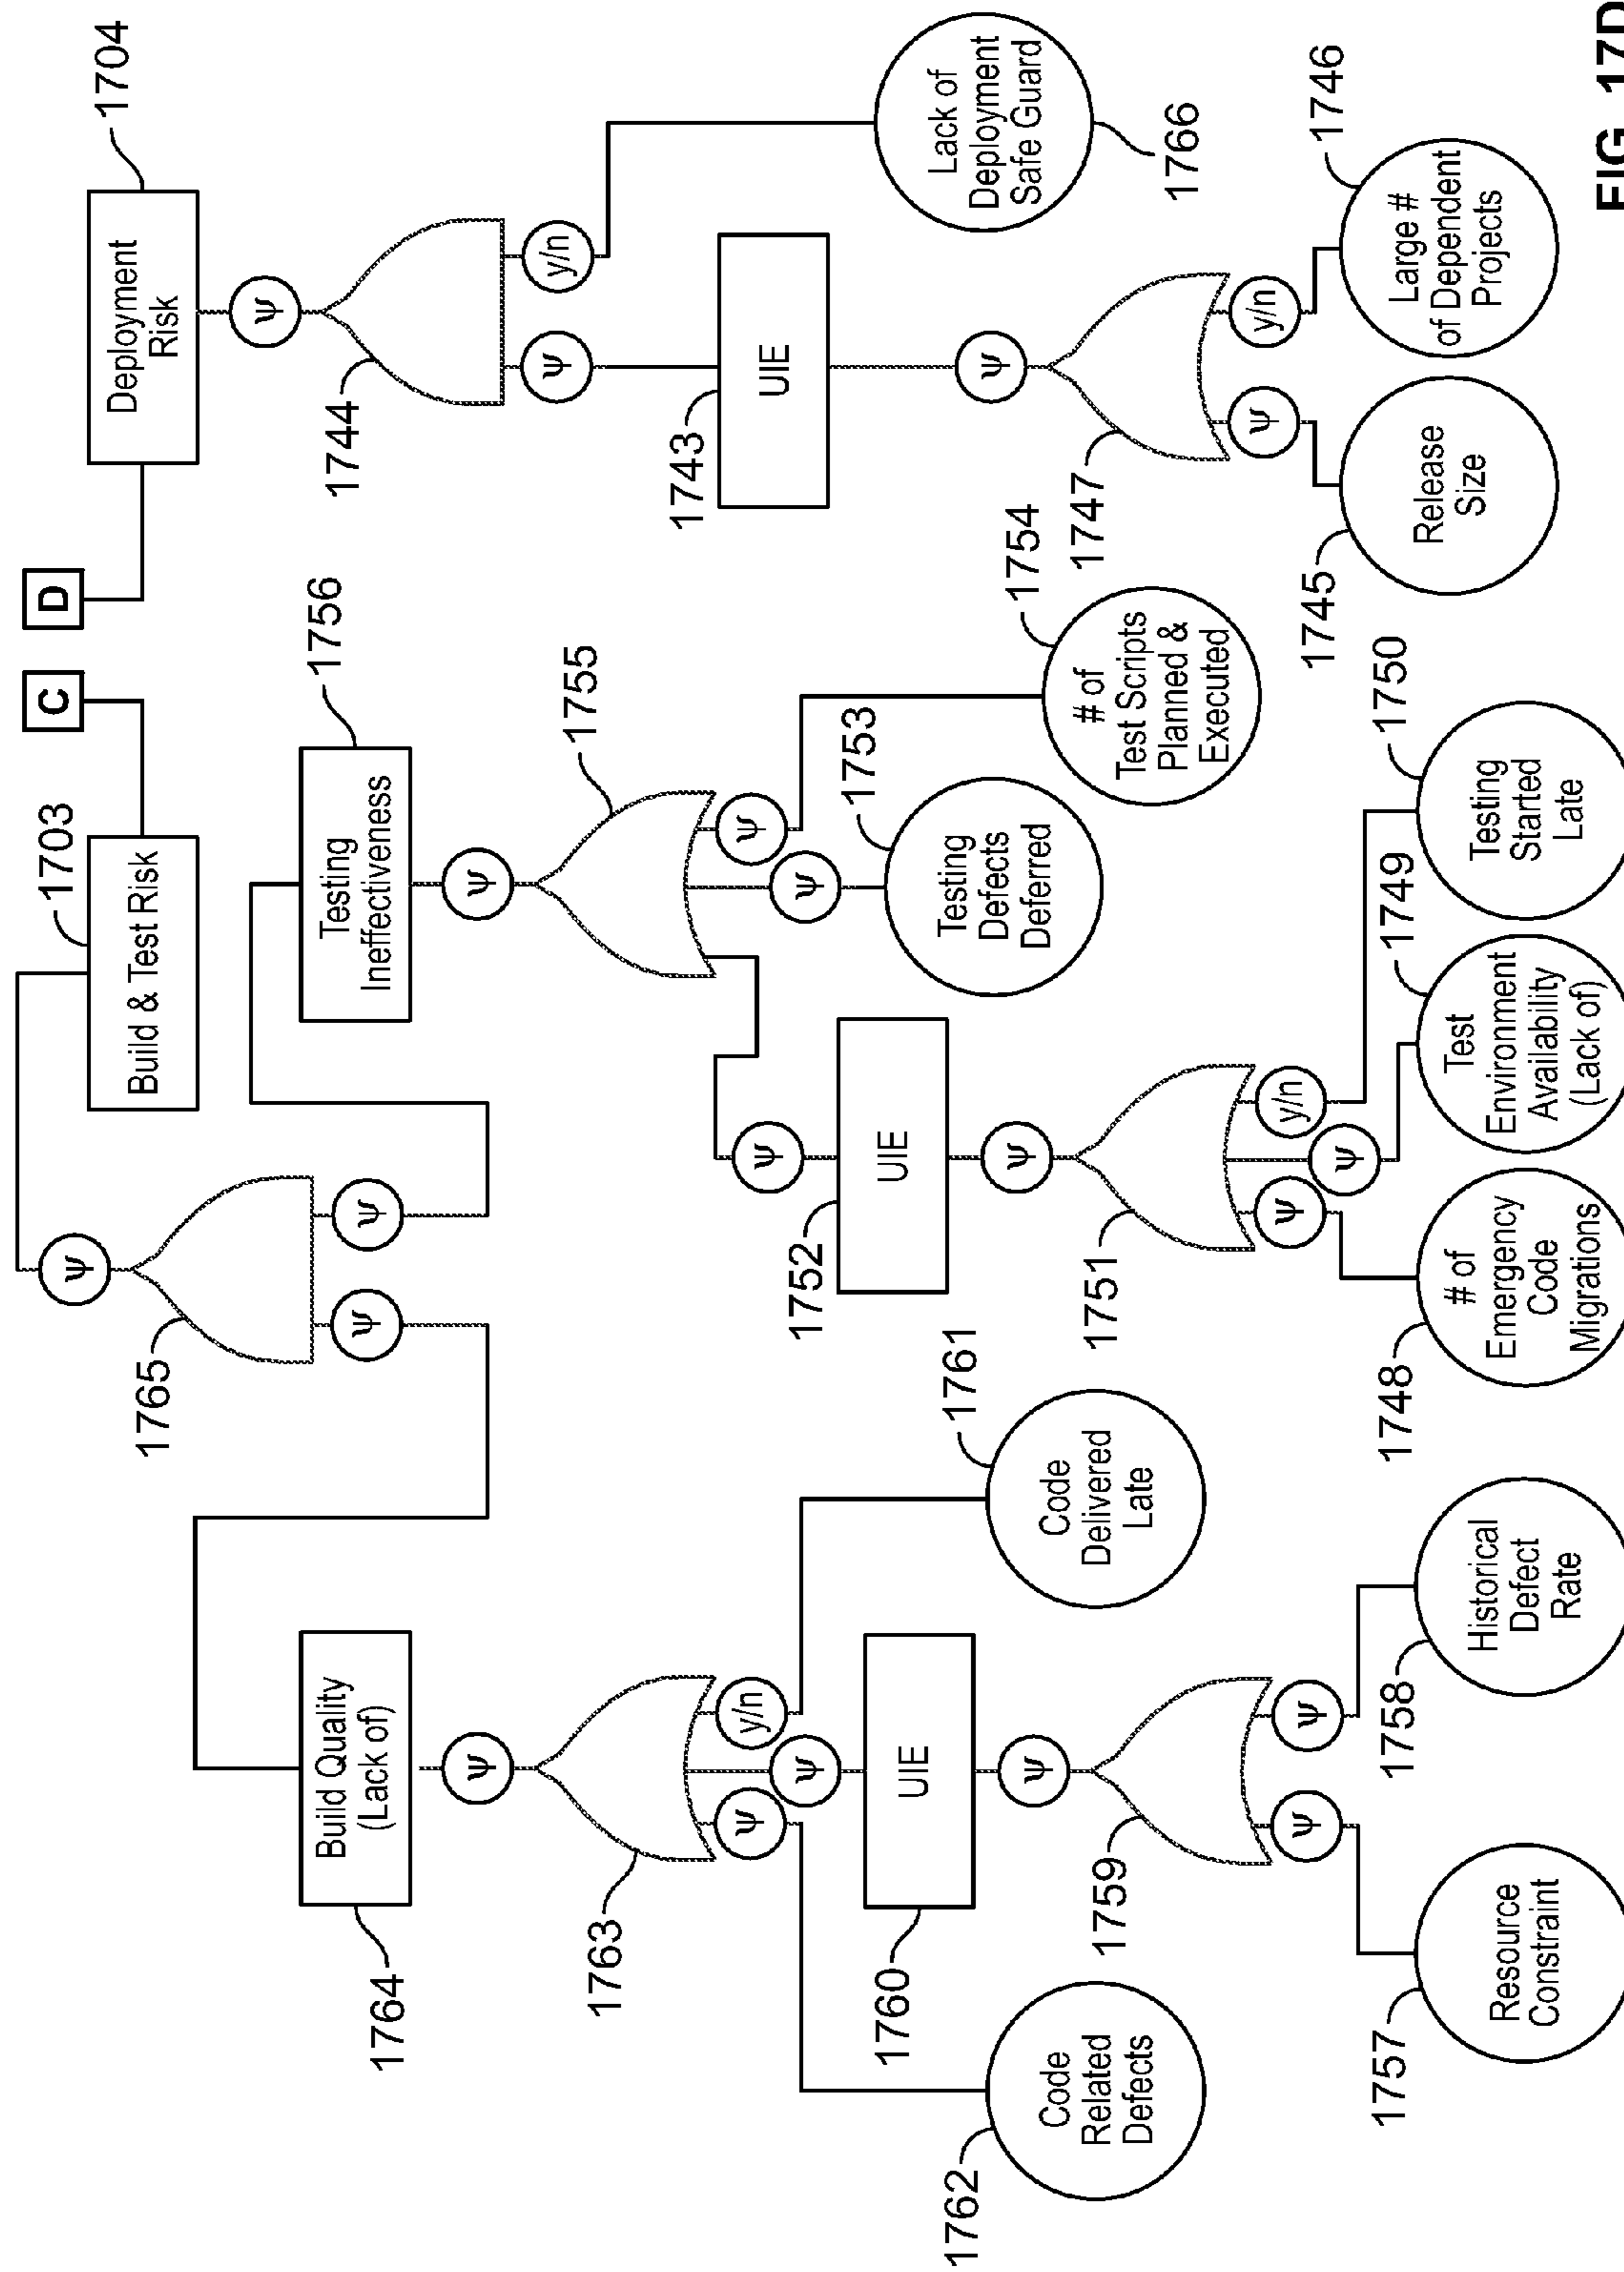 C
D
Ψ
Build & Test Risk
1703
Deployment
Risk
1704
1765
Ψ
Ψ
Ψ
1764
Build Quality
(Lack of)
Testing
Ineffectiveness
1756
1744
Ψ
Ψ
Ψ
y/n
1763
1755
1743
UIE
Ψ
Ψ
y/n
Ψ
Ψ
Ψ
1760
UIE
1752
UIE
1753
1754
1762
Code
Related
Defects
Code
Delivered
Late
1761
Testing
Defects
Deferred
# of
Test Scripts
Planned &
Executed
Lack of
Deployment
Safe Guard
1766
Ψ
Ψ
Ψ
1759
1751
1747
Ψ
Ψ
Ψ
Ψ
y/n
Ψ
y/n
1757
Resource
Constraint
1758
Historical
Defect
Rate
1748
# of
Emergency
Code
Migrations
Test
Environment
Availability
(Lack of)
1749
Testing
Started
Late
1750
1745
Release
Size
Large #
of Dependent
Projects
1746
FIG. 17D